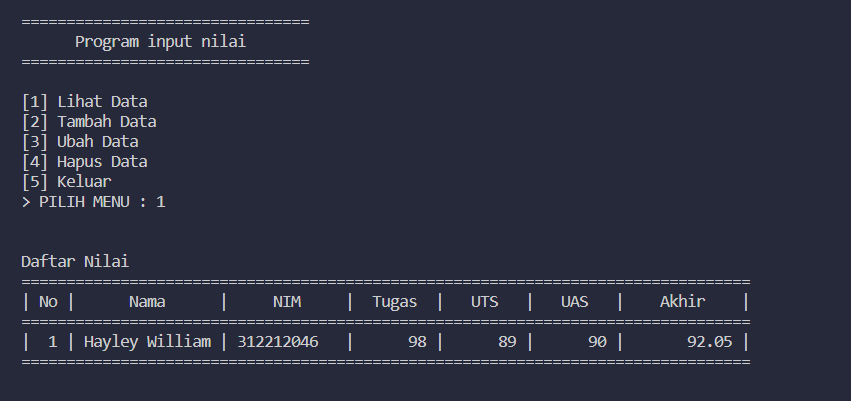 ================================
      Program input nilai
================================
[1] Lihat Data
[2] Tambah Data
[3] Ubah Data
[4] Hapus Data
[5] Keluar
> PILIH MENU : 1
Daftar Nilai
=================================================================================
| No |      Nama      |     NIM     |  Tugas  |   UTS   |   UAS   |    Akhir    |
=================================================================================
|  1 | Hayley William | 312212046   |      98 |      89 |      90 |       92.05 |
=================================================================================